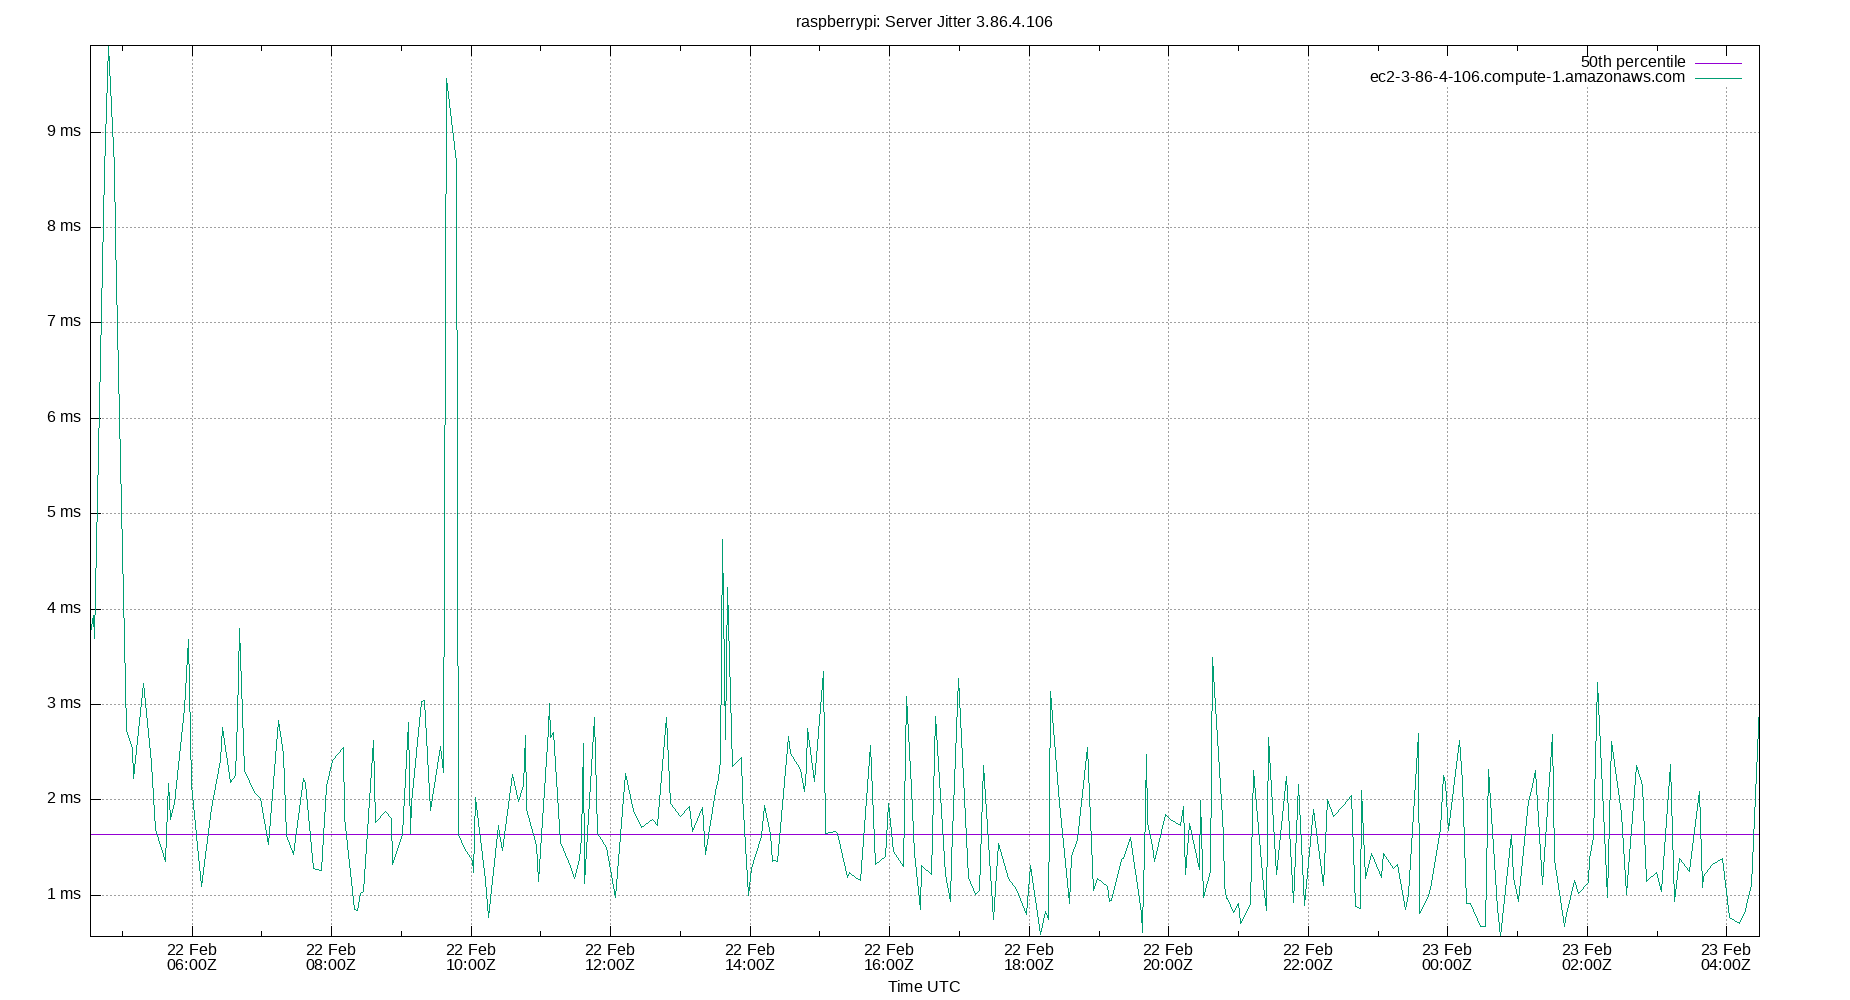 raspberrypi: Server Jitter 3.86.4.106
50th percentile
ec2-3-86-4-106.compute-1.amazonaws.com
9 ms
8 ms
7 ms
6 ms
5 ms
4 ms
3 ms
2 ms
1 ms
22 Feb 22 Feb 22 Feb 22 Feb 22 Feb 22 Feb 22 Feb 22 Feb 22 Feb 23 Feb 23 Feb 23 Feb
06:00Z 08:00Z 10:00Z 12:00Z 14:00Z 16:00Z 18:00Z 20:00Z 22:00Z 00:00Z 02:00Z 04:00Z
Time UTC